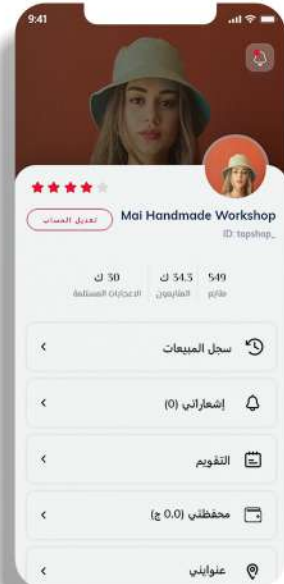 9:41
Mai Handmade Workshop
تعديل الحساب
ID: topshop_
549 34.3 ك 30 ك
متابع المتابعون الاعجابات المستلمة
سجل المبيعات
إشعاراتي (0)
التقويم
محفظتي (0.0 ج)
عنوايني